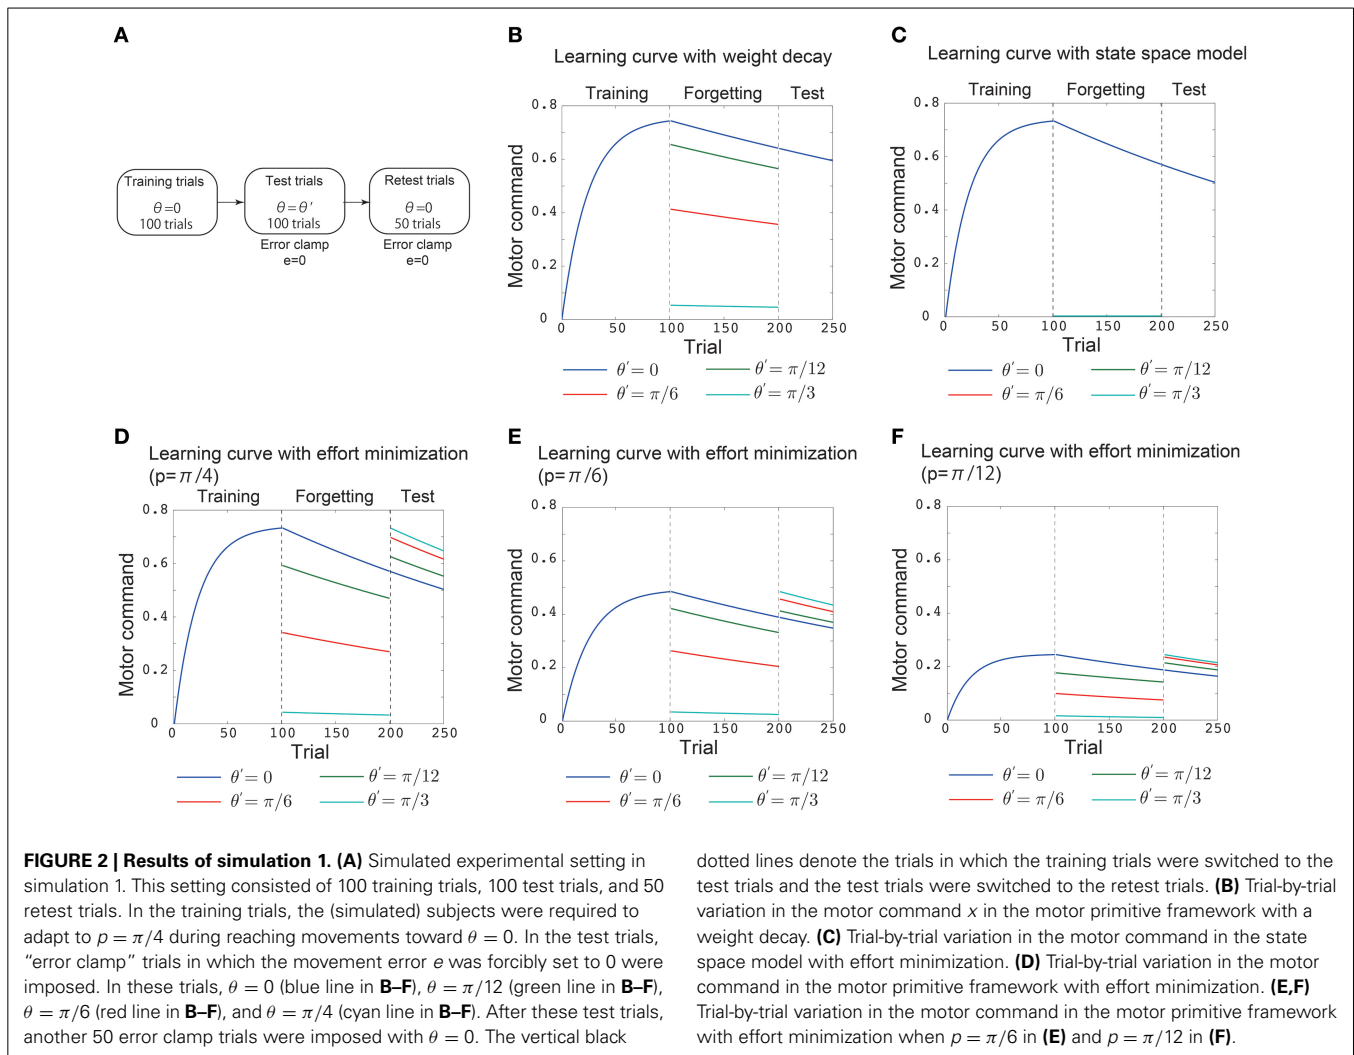 A
Training trials
θ=0
100 trials
Test trials
θ=θ′
100 trials
Error clamp
e=0
Retest trials
θ=0
50 trials
Error clamp
e=0
B
Learning curve with weight decay
Training Forgetting Test
Motor command
0.8
0.6
0.4
0.2
0
0 50 100 150 200 250
Trial
θ′= 0 θ′= π/12
θ′= π/6 θ′= π/3
C
Learning curve with state space model
Training Forgetting Test
Motor command
0.8
0.6
0.4
0.2
0
0 50 100 150 200 250
Trial
θ′= 0 θ′= π/12
θ′= π/6 θ′= π/3
D
Learning curve with effort minimization
(p=π/4)
Training Forgetting Test
Motor command
0.8
0.6
0.4
0.2
0
0 50 100 150 200 250
Trial
θ′= 0 θ′= π/12
θ′= π/6 θ′= π/3
E
Learning curve with effort minimization
(p=π/6)
Motor command
0.8
0.6
0.4
0.2
0
0 50 100 150 200 250
Trial
θ′= 0 θ′= π/12
θ′= π/6 θ′= π/3
F
Learning curve with effort minimization
(p=π/12)
Motor command
0.8
0.6
0.4
0.2
0
0 50 100 150 200 250
Trial
θ′= 0 θ′= π/12
θ′= π/6 θ′= π/3
FIGURE 2 | Results of simulation 1. (A) Simulated experimental setting in
simulation 1. This setting consisted of 100 training trials, 100 test trials, and 50
retest trials. In the training trials, the (simulated) subjects were required to
adapt to p = π/4 during reaching movements toward θ = 0. In the test trials,
“error clamp” trials in which the movement error e was forcibly set to 0 were
imposed. In these trials, θ = 0 (blue line in B–F), θ = π/12 (green line in B–F),
θ = π/6 (red line in B–F), and θ = π/4 (cyan line in B–F). After these test trials,
another 50 error clamp trials were imposed with θ = 0. The vertical black
dotted lines denote the trials in which the training trials were switched to the
test trials and the test trials were switched to the retest trials. (B) Trial-by-trial
variation in the motor command x in the motor primitive framework with a
weight decay. (C) Trial-by-trial variation in the motor command in the state
space model with effort minimization. (D) Trial-by-trial variation in the motor
command in the motor primitive framework with effort minimization. (E,F)
Trial-by-trial variation in the motor command in the motor primitive framework
with effort minimization when p = π/6 in (E) and p = π/12 in (F).